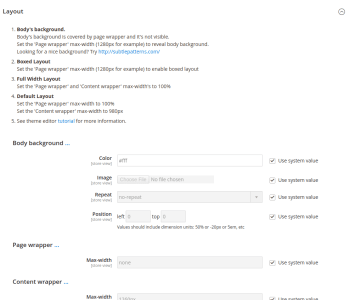 Layout
1. Body's background.
Body's background is covered by page wrapper and it's not visible.
Set the 'Page wrapper' max-width (1280px for example) to reveal body background.
Looking for a nice background? Try http://subtlepatterns.com/
2. Boxed Layout
Set the 'Page wrapper' max-width (1280px for example) to enable boxed layout
3. Full Width Layout
Set the 'Page wrapper' and 'Content wrapper' max-width's to 100%
4. Default Layout
Set the 'Page wrapper' max-width to 100%
Set the 'Content wrapper' max-width to 980px
5. See theme editor tutorial for more information.
Body background ...
Color #fff Use system value
[store view]
Image Choose File No file chosen Use system value
[store view]
Repeat no-repeat Use system value
[store view]
Position left 0 top 0 Use system value
[store view]
Values should include dimension units: 50% or -20px or 5em, etc
Page wrapper ...
Max-width none Use system value
[store view]
Content wrapper ...
Max-width Use system value
[store view]